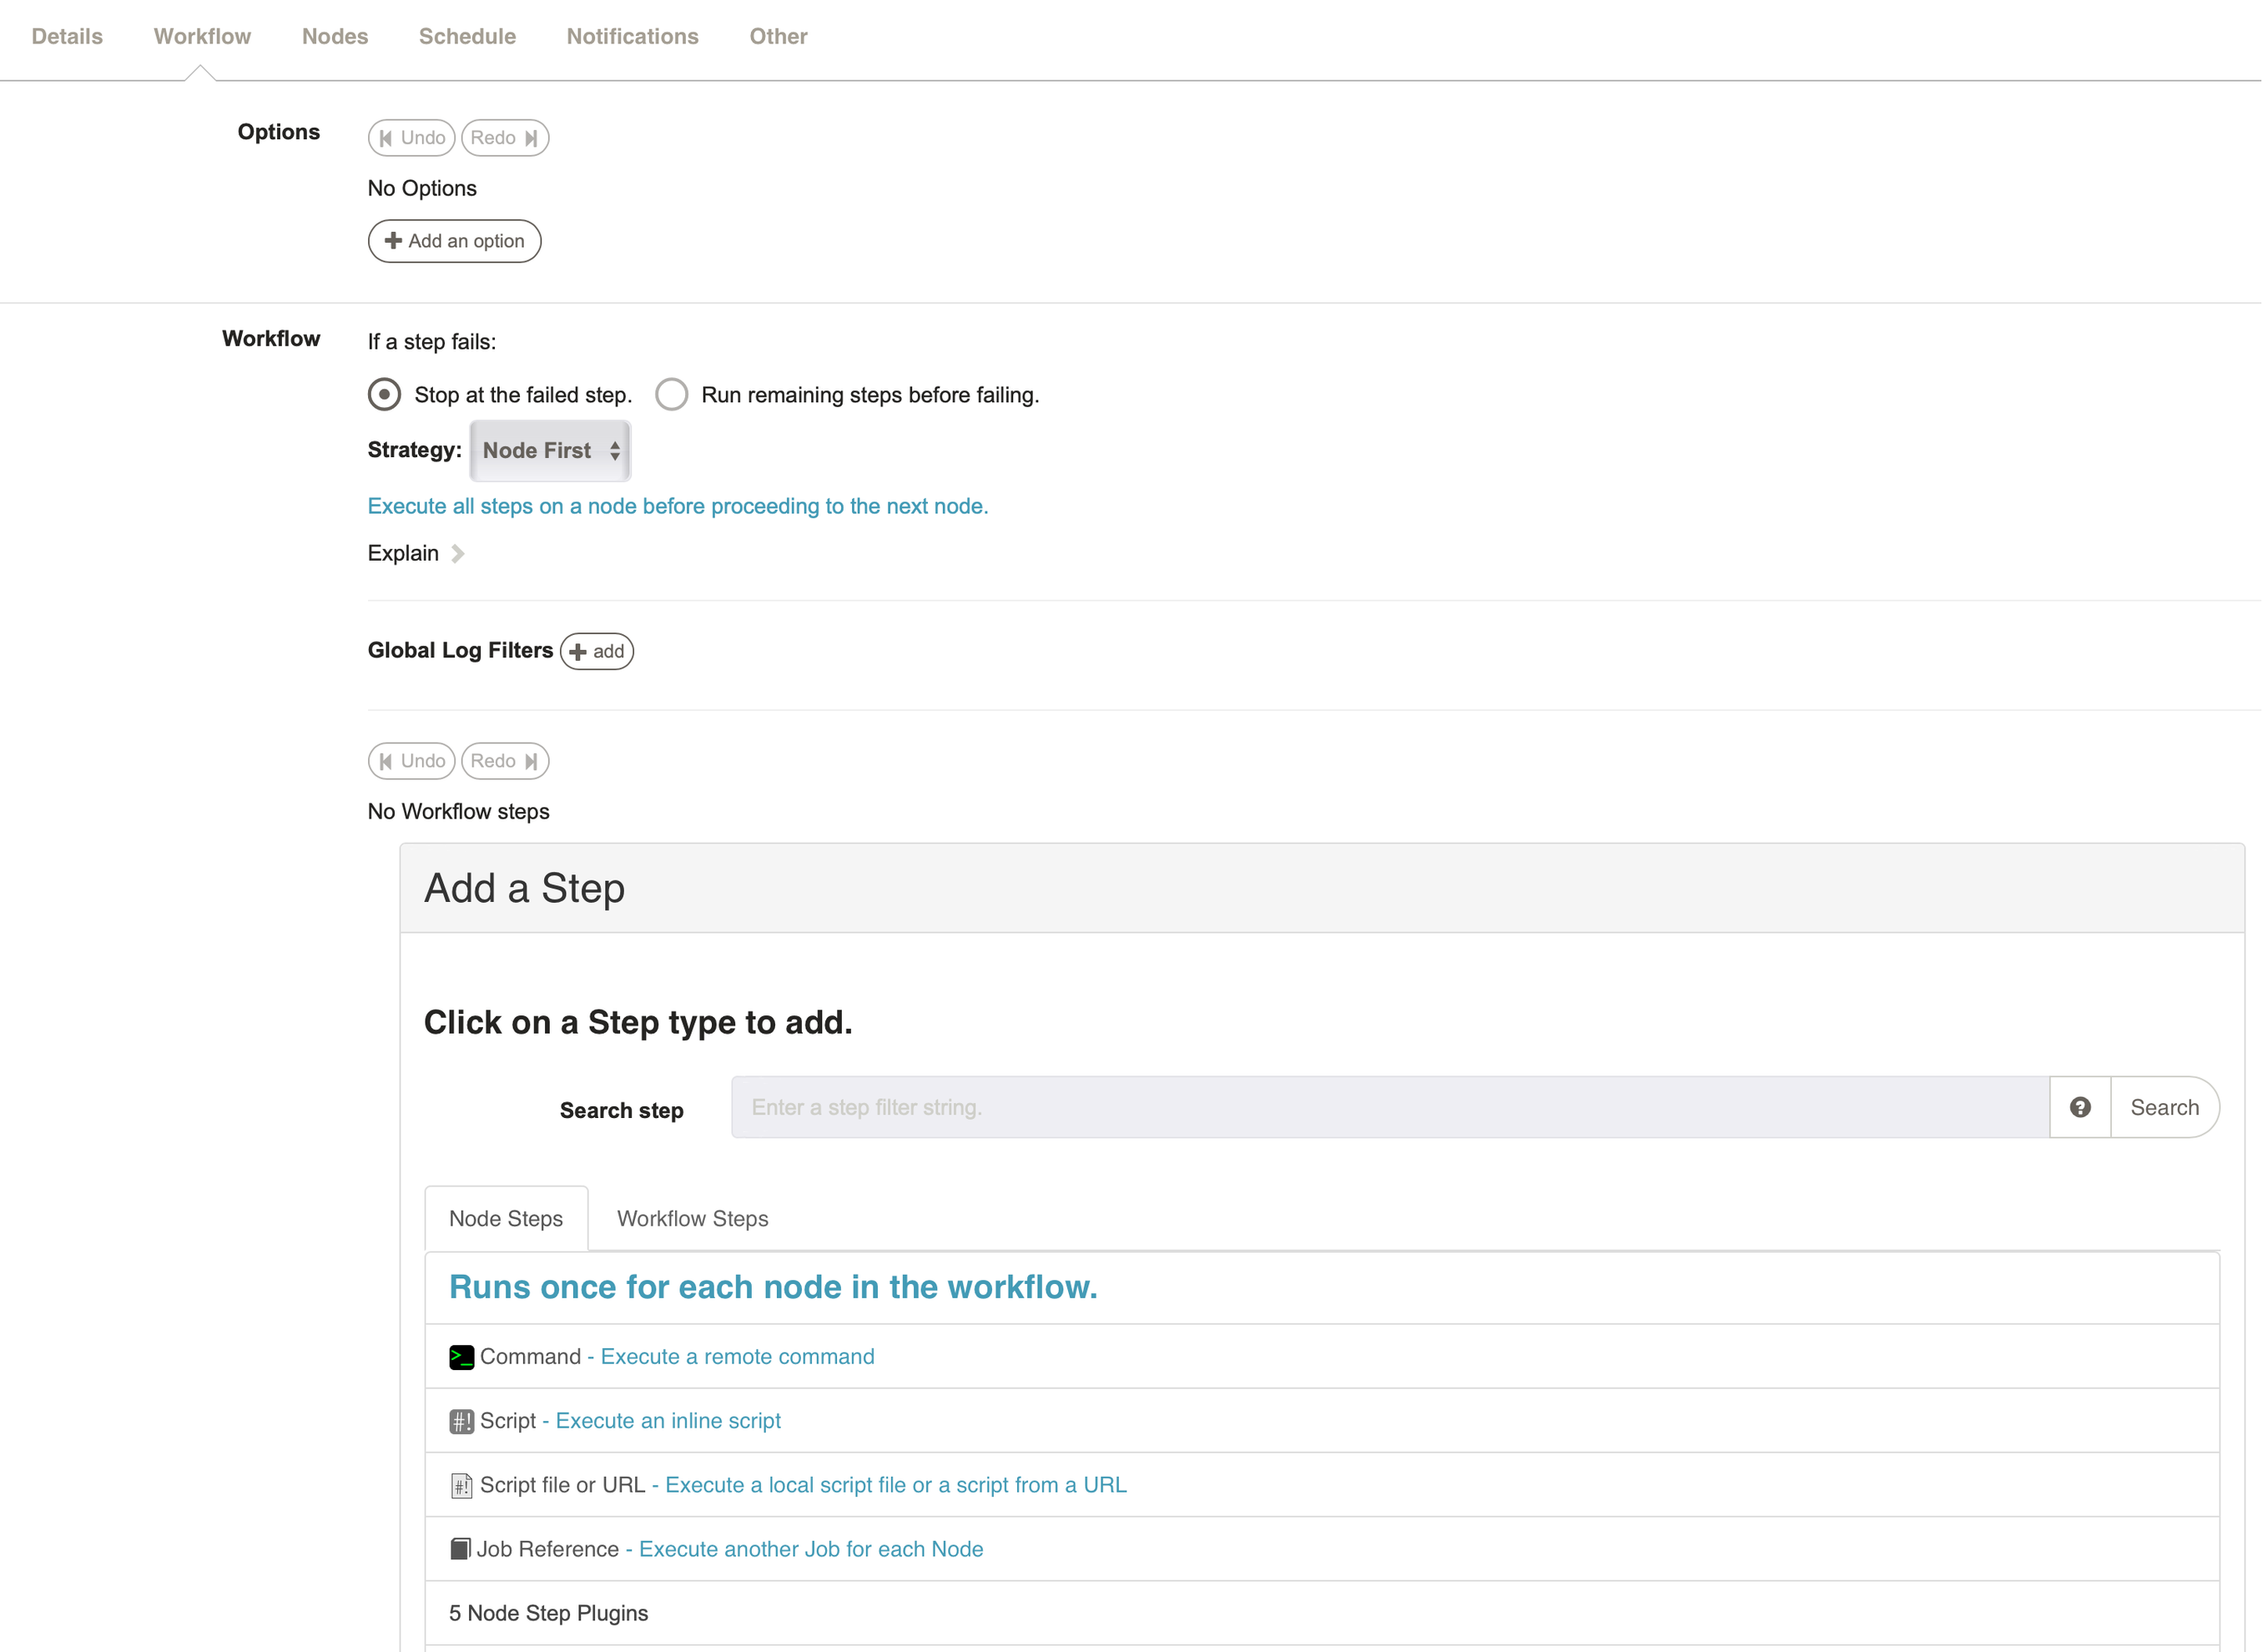 Details Workflow Nodes Schedule Notifications Other
Options
Undo Redo
No Options
Add an option
Workflow
If a step fails:
Stop at the failed step. Run remaining steps before failing.
Strategy: Node First
Execute all steps on a node before proceeding to the next node.
Explain
Global Log Filters add
Undo Redo
No Workflow steps
Add a Step
Click on a Step type to add.
Search step Enter a step filter string. ? Search
Node Steps Workflow Steps
Runs once for each node in the workflow.
>_ Command - Execute a remote command
#! Script - Execute an inline script
#! Script file or URL - Execute a local script file or a script from a URL
Job Reference - Execute another Job for each Node
5 Node Step Plugins